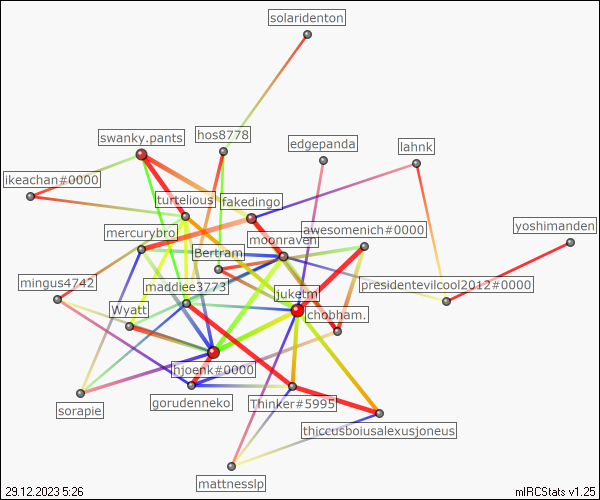 solaridenton
swanky.pants
hos8778
edgepanda
lahnk
ikeachan#0000
turtelious
fakedingo
mercurybro
awesomenich#0000
yoshimanden
moonraven
Bertram
mingus4742
maddiee3773
juketm
presidentevilcool2012#0000
Wyatt
chobham.
hjoenk#0000
sorapie
gorudenneko
Thinker#5995
thiccusboiusalexusjoneus
mattnesslp
29.12.2023 5:26
mIRCStats v1.25